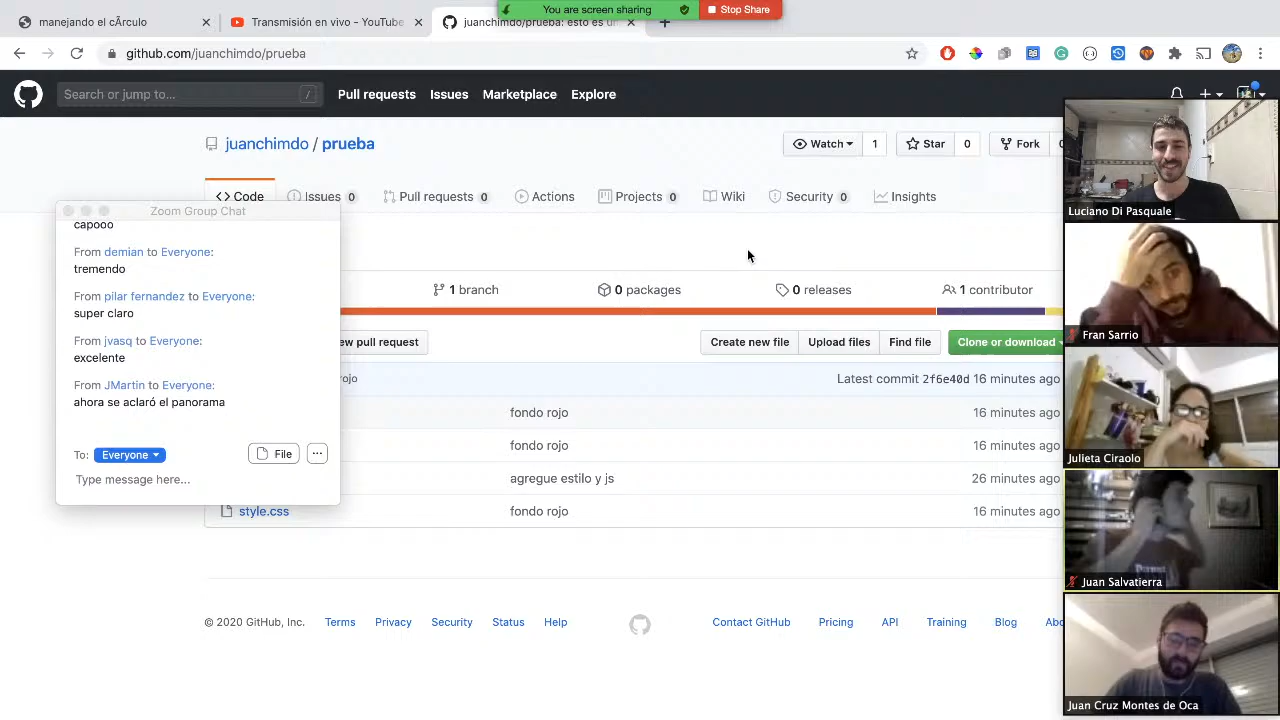 manejando el cÃrculo
Transmisión en vivo - YouTube
juanchimdo/prueba: esto es un
You are screen sharing
Stop Share
github.com/juanchimdo/prueba
Search or jump to...
/
Pull requests
Issues
Marketplace
Explore
juanchimdo / prueba
Watch
1
Star
0
Fork
Code
Issues 0
Pull requests 0
Actions
Projects 0
Wiki
Security 0
Insights
Zoom Group Chat
capooo
From demian to Everyone:
tremendo
From pilar fernandez to Everyone:
super claro
From jvasq to Everyone:
excelente
From JMartin to Everyone:
ahora se aclaró el panorama
To: Everyone
File
...
Type message here...
1 branch
0 packages
0 releases
1 contributor
ew pull request
Create new file
Upload files
Find file
Clone or download
rojo
Latest commit 2f6e40d 16 minutes ago
fondo rojo
16 minutes ago
fondo rojo
16 minutes ago
agregue estilo y js
26 minutes ago
style.css
fondo rojo
16 minutes ago
© 2020 GitHub, Inc.
Terms
Privacy
Security
Status
Help
Contact GitHub
Pricing
API
Training
Blog
Abo
Luciano Di Pasquale
Fran Sarrio
Julieta Ciraolo
Juan Salvatierra
Juan Cruz Montes de Oca